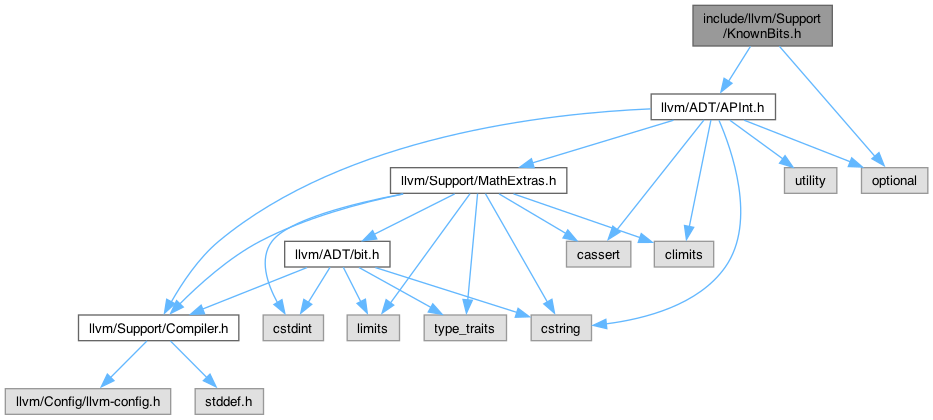 include/llvm/Support
/KnownBits.h
llvm/ADT/APInt.h
llvm/Support/MathExtras.h
utility
optional
llvm/ADT/bit.h
cassert
climits
llvm/Support/Compiler.h
cstdint
limits
type_traits
cstring
llvm/Config/llvm-config.h
stddef.h